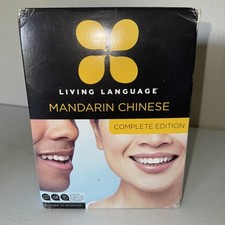 LIVING LANGUAGE®
MANDARIN CHINESE
COMPLETE EDITION